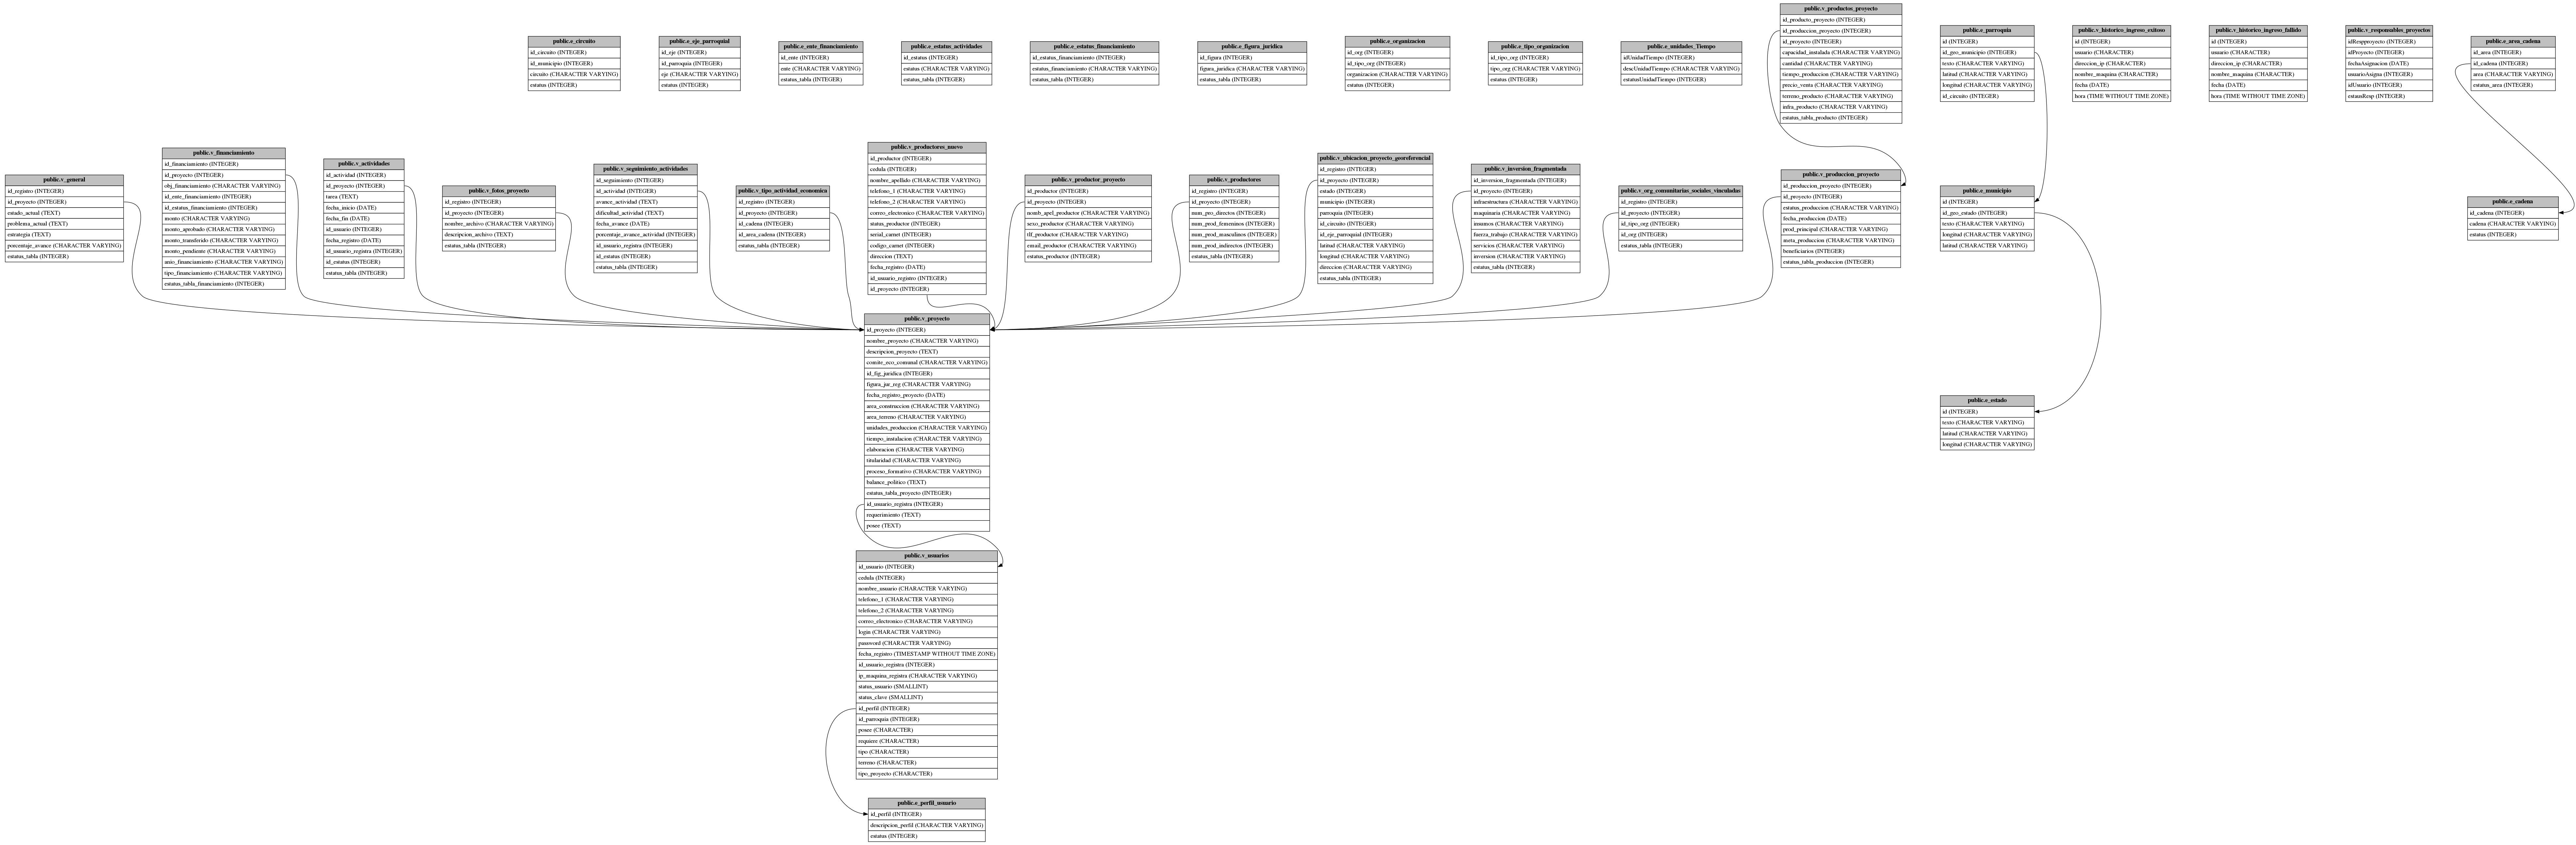 public.e_circuito
id_circuito (INTEGER)
id_municipio (INTEGER)
circuito (CHARACTER VARYING)
estatus (INTEGER)
public.e_eje_parroquial
id_eje (INTEGER)
id_parroquia (INTEGER)
eje (CHARACTER VARYING)
estatus (INTEGER)
public.e_ente_financiamiento
id_ente (INTEGER)
ente (CHARACTER VARYING)
estatus_tabla (INTEGER)
public.e_estatus_actividades
id_estatus (INTEGER)
estatus (CHARACTER VARYING)
estatus_tabla (INTEGER)
public.e_estatus_financiamiento
id_estatus_financiamiento (INTEGER)
estatus_financiamiento (CHARACTER VARYING)
estatus_tabla (INTEGER)
public.e_figura_juridica
id_figura (INTEGER)
figura_juridica (CHARACTER VARYING)
estatus_tabla (INTEGER)
public.e_organizacion
id_org (INTEGER)
id_tipo_org (INTEGER)
organizacion (CHARACTER VARYING)
estatus (INTEGER)
public.e_tipo_organizacion
id_tipo_org (INTEGER)
tipo_org (CHARACTER VARYING)
estatus (INTEGER)
public.e_unidades_Tiempo
idUnidadTiempo (INTEGER)
descUnidadTiempo (CHARACTER VARYING)
estatusUnidadTiempo (INTEGER)
public.v_productos_proyecto
id_producto_proyecto (INTEGER)
id_produccion_proyecto (INTEGER)
id_proyecto (INTEGER)
capacidad_instalada (CHARACTER VARYING)
cantidad (CHARACTER VARYING)
tiempo_produccion (CHARACTER VARYING)
precio_venta (CHARACTER VARYING)
terreno_producto (CHARACTER VARYING)
infra_producto (CHARACTER VARYING)
estatus_tabla_producto (INTEGER)
public.e_parroquia
id (INTEGER)
id_geo_municipio (INTEGER)
texto (CHARACTER VARYING)
latitud (CHARACTER VARYING)
longitud (CHARACTER VARYING)
id_circuito (INTEGER)
public.v_historico_ingreso_exitoso
id (INTEGER)
usuario (CHARACTER)
direccion_ip (CHARACTER)
nombre_maquina (CHARACTER)
fecha (DATE)
hora (TIME WITHOUT TIME ZONE)
public.v_historico_ingreso_fallido
id (INTEGER)
usuario (CHARACTER)
direccion_ip (CHARACTER)
nombre_maquina (CHARACTER)
fecha (DATE)
hora (TIME WITHOUT TIME ZONE)
public.v_responsables_proyectos
idRespproyecto (INTEGER)
idProyecto (INTEGER)
fechaAsignacion (DATE)
usuarioAsigna (INTEGER)
idUsuario (INTEGER)
estausResp (INTEGER)
public.e_area_cadena
id_area (INTEGER)
id_cadena (INTEGER)
area (CHARACTER VARYING)
estatus_area (INTEGER)
public.v_general
id_registro (INTEGER)
id_proyecto (INTEGER)
estado_actual (TEXT)
problema_actual (TEXT)
estrategia (TEXT)
porcentaje_avance (CHARACTER VARYING)
estatus_tabla (INTEGER)
public.v_financiamiento
id_financiamiento (INTEGER)
id_proyecto (INTEGER)
obj_financiamiento (CHARACTER VARYING)
id_ente_financiamiento (INTEGER)
id_estatus_financiamiento (INTEGER)
monto (CHARACTER VARYING)
monto_aprobado (CHARACTER VARYING)
monto_transferido (CHARACTER VARYING)
monto_pendiente (CHARACTER VARYING)
anio_financiamiento (CHARACTER VARYING)
tipo_financiamiento (CHARACTER VARYING)
estatus_tabla_financiamiento (INTEGER)
public.v_actividades
id_actividad (INTEGER)
id_proyecto (INTEGER)
tarea (TEXT)
fecha_inicio (DATE)
fecha_fin (DATE)
id_usuario (INTEGER)
fecha_registro (DATE)
id_usuario_registra (INTEGER)
id_estatus (INTEGER)
estatus_tabla (INTEGER)
public.v_fotos_proyecto
id_registro (INTEGER)
id_proyecto (INTEGER)
nombre_archivo (CHARACTER VARYING)
descripcion_archivo (TEXT)
estatus_tabla (INTEGER)
public.v_seguimiento_actividades
id_seguimiento (INTEGER)
id_actividad (INTEGER)
avance_actividad (TEXT)
dificultad_actividad (TEXT)
fecha_avance (DATE)
porcentaje_avance_actividad (INTEGER)
id_usuario_registra (INTEGER)
id_estatus (INTEGER)
estatus_tabla (INTEGER)
public.v_tipo_actividad_economica
id_registro (INTEGER)
id_proyecto (INTEGER)
id_cadena (INTEGER)
id_area_cadena (INTEGER)
estatus_tabla (INTEGER)
public.v_productores_nuevo
id_productor (INTEGER)
cedula (INTEGER)
nombre_apellido (CHARACTER VARYING)
telefono_1 (CHARACTER VARYING)
telefono_2 (CHARACTER VARYING)
correo_electronico (CHARACTER VARYING)
status_productor (INTEGER)
serial_carnet (INTEGER)
codigo_carnet (INTEGER)
direccion (TEXT)
fecha_registro (DATE)
id_usuario_registro (INTEGER)
id_proyecto (INTEGER)
public.v_productor_proyecto
id_productor (INTEGER)
id_proyecto (INTEGER)
nomb_apel_productor (CHARACTER VARYING)
sexo_productor (CHARACTER VARYING)
tlf_productor (CHARACTER VARYING)
email_productor (CHARACTER VARYING)
estatus_productor (INTEGER)
public.v_productores
id_registro (INTEGER)
id_proyecto (INTEGER)
num_pro_directos (INTEGER)
num_prod_femeninos (INTEGER)
num_prod_masculinos (INTEGER)
num_prod_indirectos (INTEGER)
estatus_tabla (INTEGER)
public.v_ubicacion_proyecto_georeferencial
id_registro (INTEGER)
id_proyecto (INTEGER)
estado (INTEGER)
municipio (INTEGER)
parroquia (INTEGER)
id_circuito (INTEGER)
id_eje_parroquial (INTEGER)
latitud (CHARACTER VARYING)
longitud (CHARACTER VARYING)
direccion (CHARACTER VARYING)
estatus_tabla (INTEGER)
public.v_inversion_fragmentada
id_inversion_fragmentada (INTEGER)
id_proyecto (INTEGER)
infraestructura (CHARACTER VARYING)
maquinaria (CHARACTER VARYING)
insumos (CHARACTER VARYING)
fuerza_trabajo (CHARACTER VARYING)
servicios (CHARACTER VARYING)
inversion (CHARACTER VARYING)
estatus_tabla (INTEGER)
public.v_org_comunitarias_sociales_vinculadas
id_registro (INTEGER)
id_proyecto (INTEGER)
id_tipo_org (INTEGER)
id_org (INTEGER)
estatus_tabla (INTEGER)
public.v_produccion_proyecto
id_produccion_proyecto (INTEGER)
id_proyecto (INTEGER)
estatus_produccion (CHARACTER VARYING)
fecha_produccion (DATE)
prod_principal (CHARACTER VARYING)
meta_produccion (CHARACTER VARYING)
beneficiarios (INTEGER)
estatus_tabla_produccion (INTEGER)
public.e_municipio
id (INTEGER)
id_geo_estado (INTEGER)
texto (CHARACTER VARYING)
longitud (CHARACTER VARYING)
latitud (CHARACTER VARYING)
public.e_cadena
id_cadena (INTEGER)
cadena (CHARACTER VARYING)
estatus (INTEGER)
public.v_proyecto
id_proyecto (INTEGER)
nombre_proyecto (CHARACTER VARYING)
descripcion_proyecto (TEXT)
comite_eco_comunal (CHARACTER VARYING)
id_fig_juridica (INTEGER)
figura_jur_reg (CHARACTER VARYING)
fecha_registro_proyecto (DATE)
area_construccion (CHARACTER VARYING)
area_terreno (CHARACTER VARYING)
unidades_produccion (CHARACTER VARYING)
tiempo_instalacion (CHARACTER VARYING)
elaboracion (CHARACTER VARYING)
titularidad (CHARACTER VARYING)
proceso_formativo (CHARACTER VARYING)
balance_politico (TEXT)
estatus_tabla_proyecto (INTEGER)
id_usuario_registra (INTEGER)
requerimiento (TEXT)
posee (TEXT)
public.e_estado
id (INTEGER)
texto (CHARACTER VARYING)
latitud (CHARACTER VARYING)
longitud (CHARACTER VARYING)
public.v_usuarios
id_usuario (INTEGER)
cedula (INTEGER)
nombre_usuario (CHARACTER VARYING)
telefono_1 (CHARACTER VARYING)
telefono_2 (CHARACTER VARYING)
correo_electronico (CHARACTER VARYING)
login (CHARACTER VARYING)
password (CHARACTER VARYING)
fecha_registro (TIMESTAMP WITHOUT TIME ZONE)
id_usuario_registra (INTEGER)
ip_maquina_registra (CHARACTER VARYING)
status_usuario (SMALLINT)
status_clave (SMALLINT)
id_perfil (INTEGER)
id_parroquia (INTEGER)
posee (CHARACTER)
requiere (CHARACTER)
tipo (CHARACTER)
terreno (CHARACTER)
tipo_proyecto (CHARACTER)
public.e_perfil_usuario
id_perfil (INTEGER)
descripcion_perfil (CHARACTER VARYING)
estatus (INTEGER)